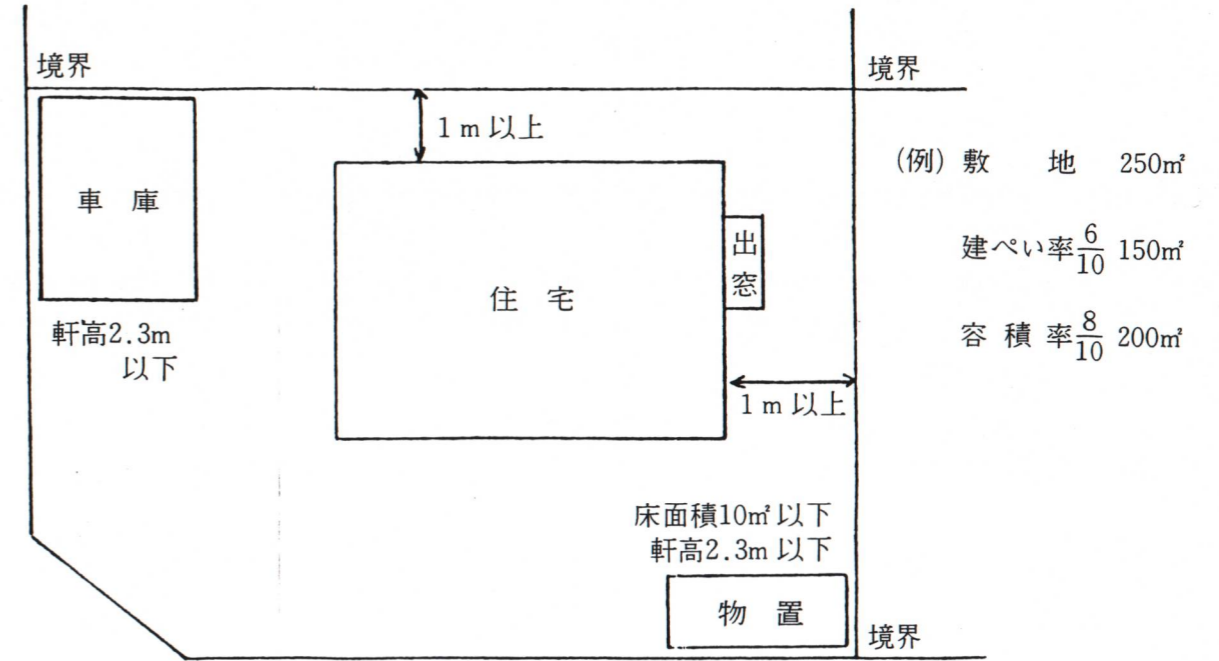 境界
境界
1m以上
車 庫
(例) 敷 地 250㎡
出窓
建ぺい率6/10 150㎡
住 宅
容 積 率8/10 200㎡
軒高2.3m
以下
1m以上
床面積10㎡以下
軒高2.3m以下
物 置
境界